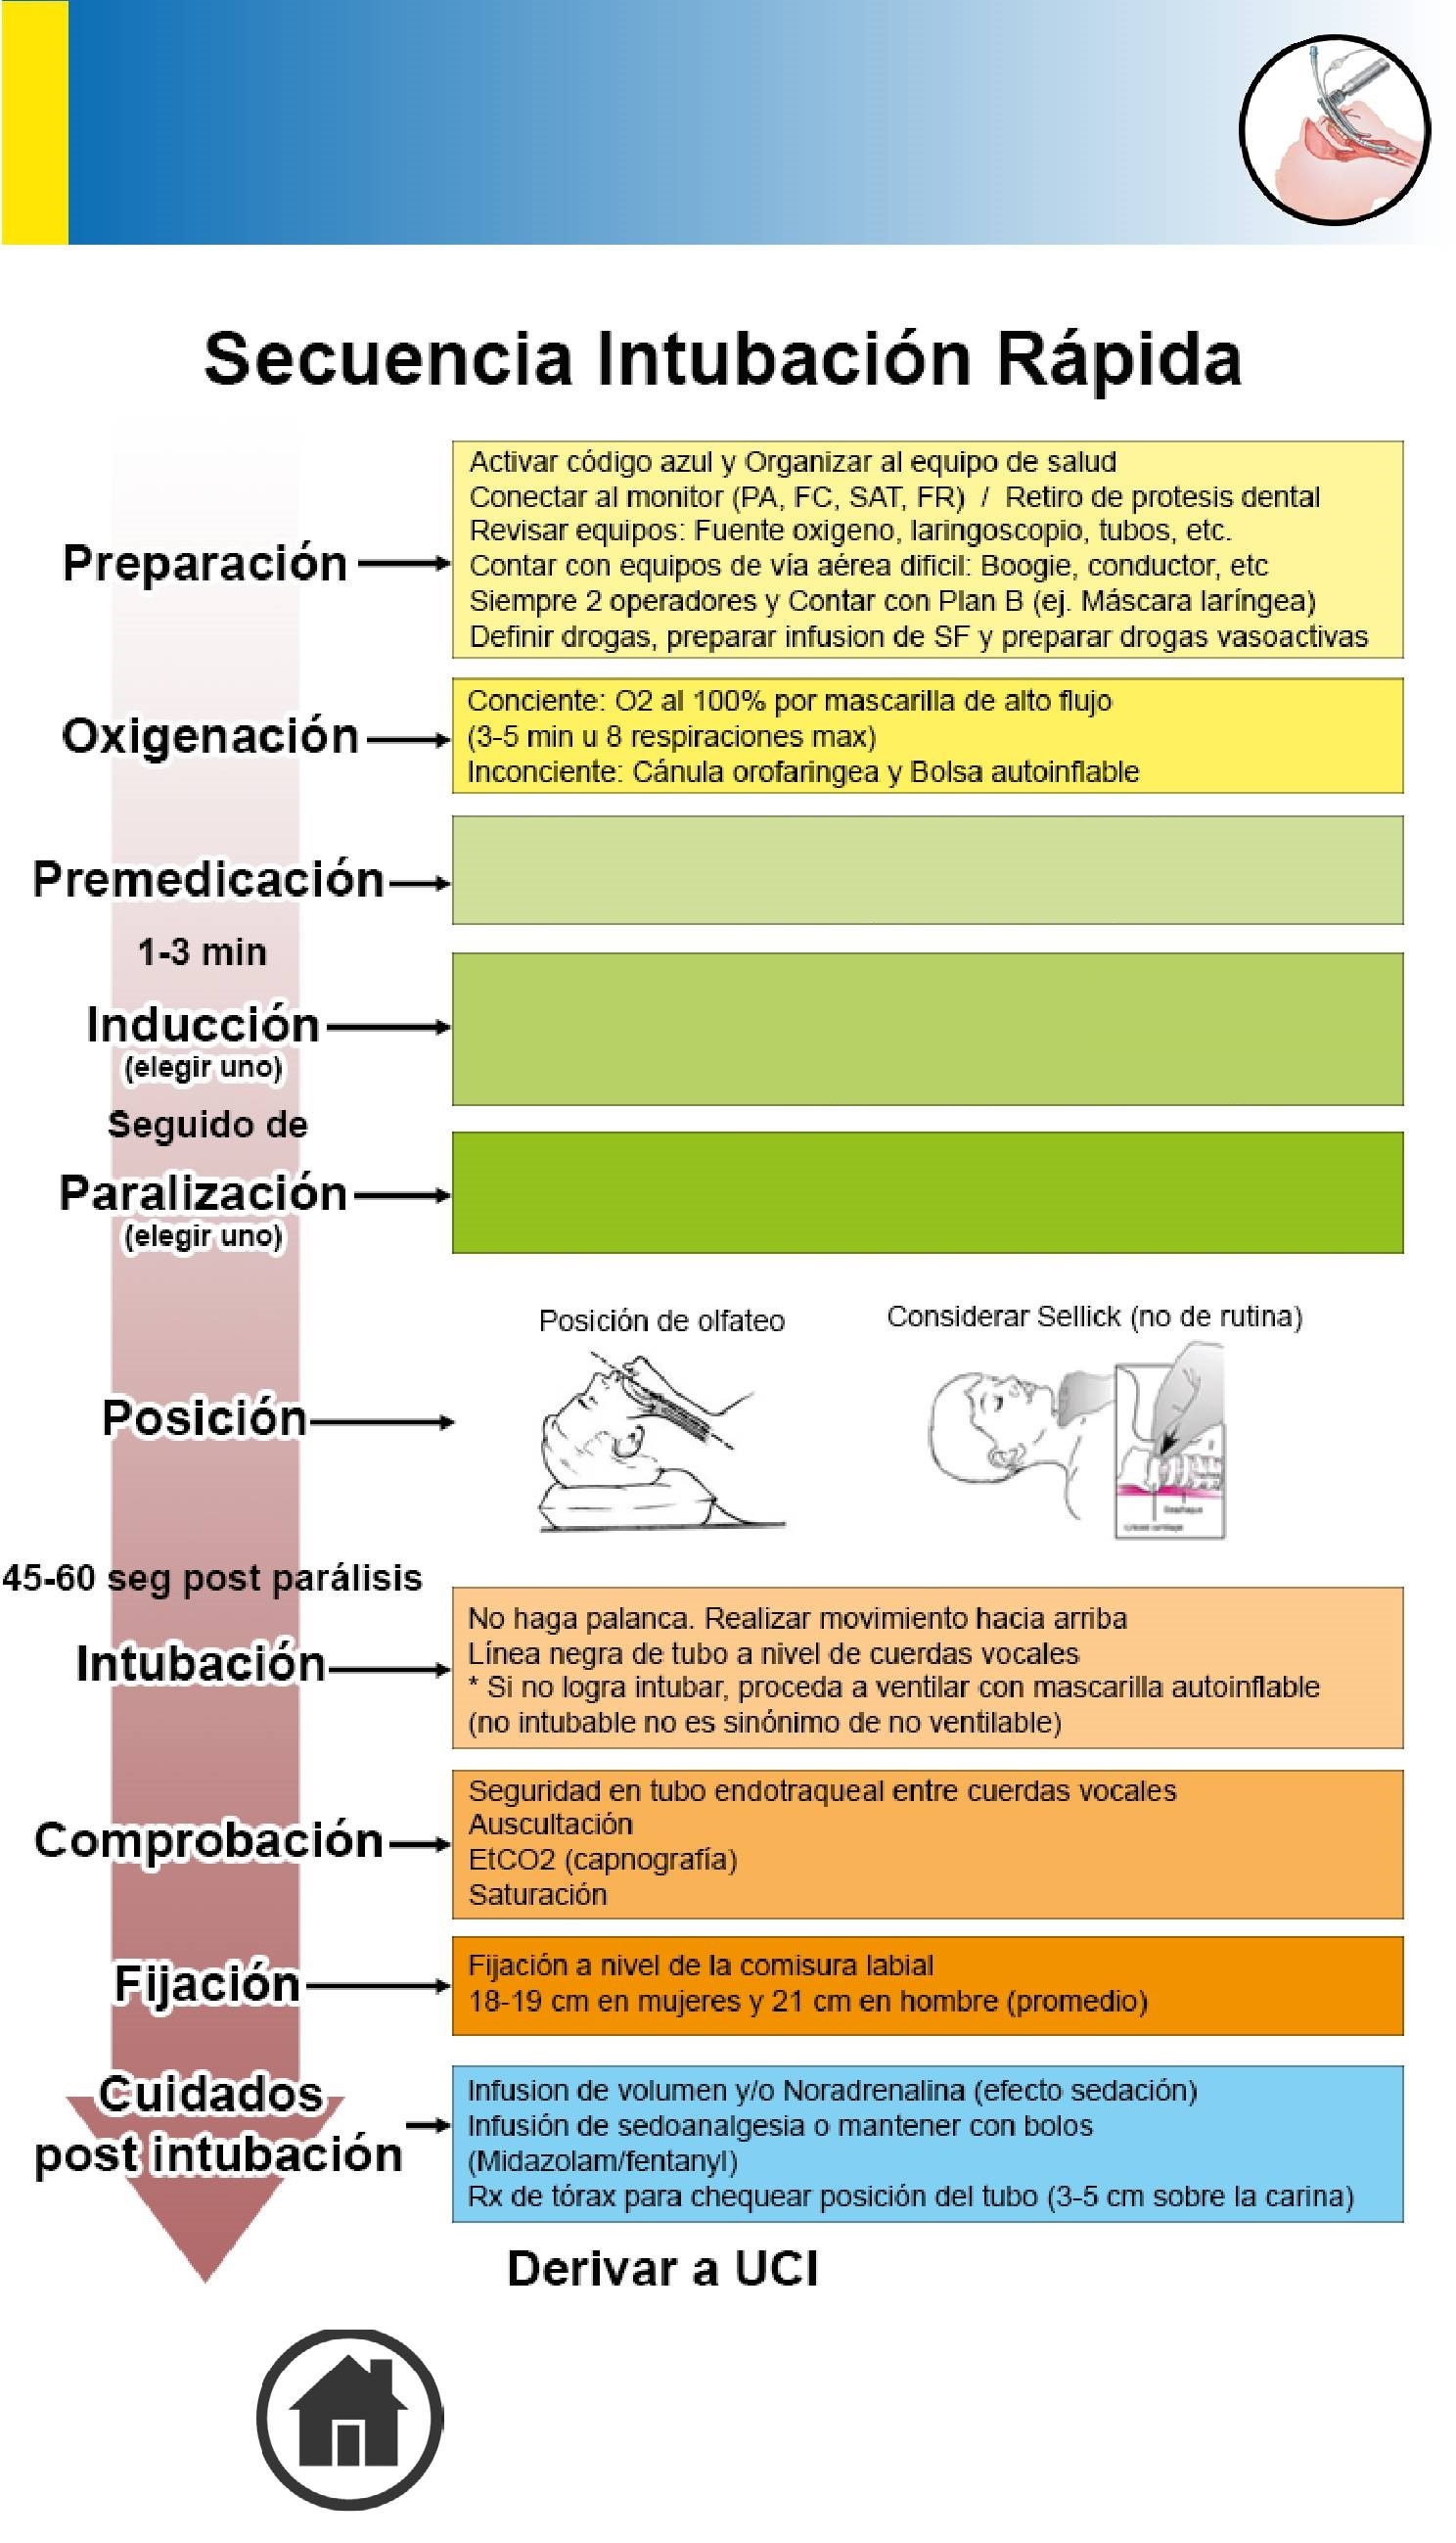 Secuencia Intubación Rápida
Preparación
Activar código azul y Organizar al equipo de salud
Conectar al monitor (PA, FC, SAT, FR)  /  Retiro de protesis dental
Revisar equipos: Fuente oxigeno, laringoscopio, tubos, etc.
Contar con equipos de vía aérea dificil: Boogie, conductor, etc
Siempre 2 operadores y Contar con Plan B (ej. Máscara laríngea)
Definir drogas, preparar infusion de SF y preparar drogas vasoactivas
Oxigenación
Conciente: O2 al 100% por mascarilla de alto flujo
(3-5 min u 8 respiraciones max)
Inconciente: Cánula orofaringea y Bolsa autoinflable
Premedicación
1-3 min
Inducción
(elegir uno)
Seguido de
Paralización
(elegir uno)
Posición
Posición de olfateo
Considerar Sellick (no de rutina)
45-60 seg post parálisis
Intubación
No haga palanca. Realizar movimiento hacia arriba
Línea negra de tubo a nivel de cuerdas vocales
* Si no logra intubar, proceda a ventilar con mascarilla autoinflable
(no intubable no es sinónimo de no ventilable)
Comprobación
Seguridad en tubo endotraqueal entre cuerdas vocales
Auscultación
EtCO2 (capnografía)
Saturación
Fijación
Fijación a nivel de la comisura labial
18-19 cm en mujeres y 21 cm en hombre (promedio)
Cuidados
post intubación
Infusion de volumen y/o Noradrenalina (efecto sedación)
Infusión de sedoanalgesia o mantener con bolos
(Midazolam/fentanyl)
Rx de tórax para chequear posición del tubo (3-5 cm sobre la carina)
Derivar a UCI